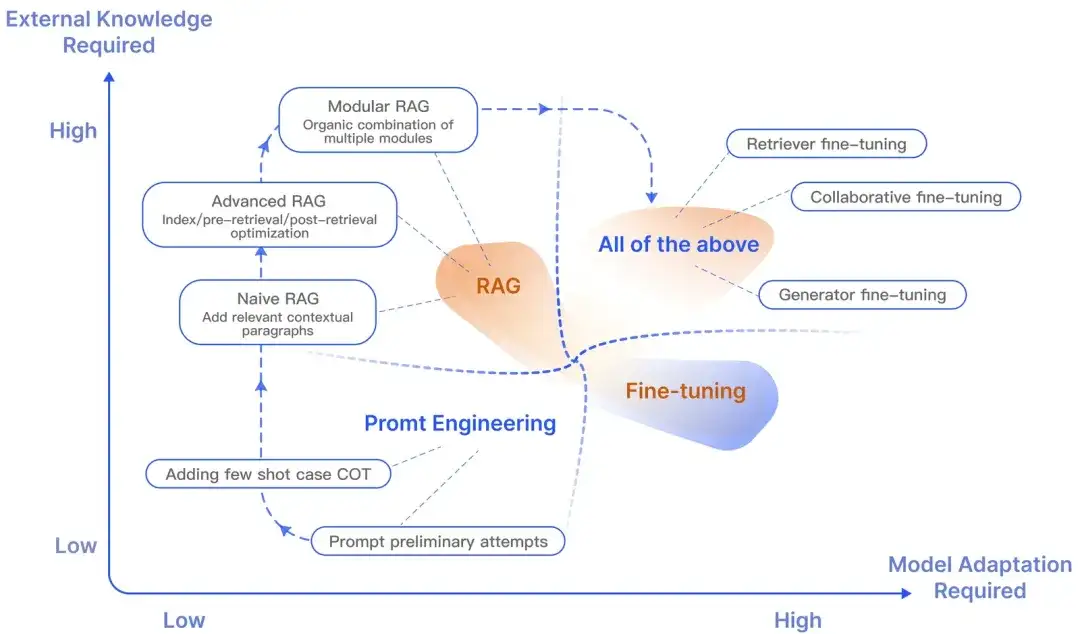 External Knowledge
Required
High
Modular RAG
Organic combination of
multiple modules
Retriever fine-tuning
Advanced RAG
Index/pre-retrieval/post-retrieval
optimization
Collaborative fine-tuning
All of the above
RAG
Naive RAG
Add relevant contextual
paragraphs
Generator fine-tuning
Fine-tuning
Promt Engineering
Adding few shot case COT
Prompt preliminary attempts
Low
Model Adaptation
Required
Low
High